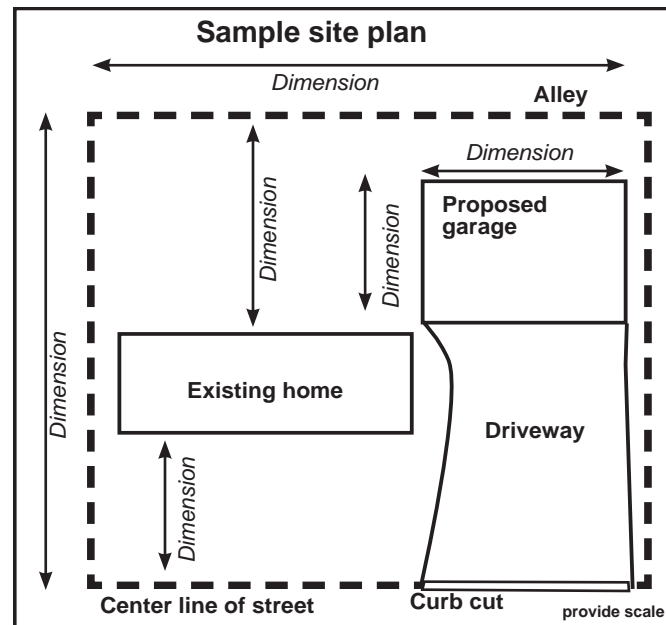 Sample site plan
Dimension
Alley
Dimension
Dimension
Dimension
Proposed
garage
Dimension
Existing home
Driveway
Dimension
Center line of street
Curb cut
provide scale